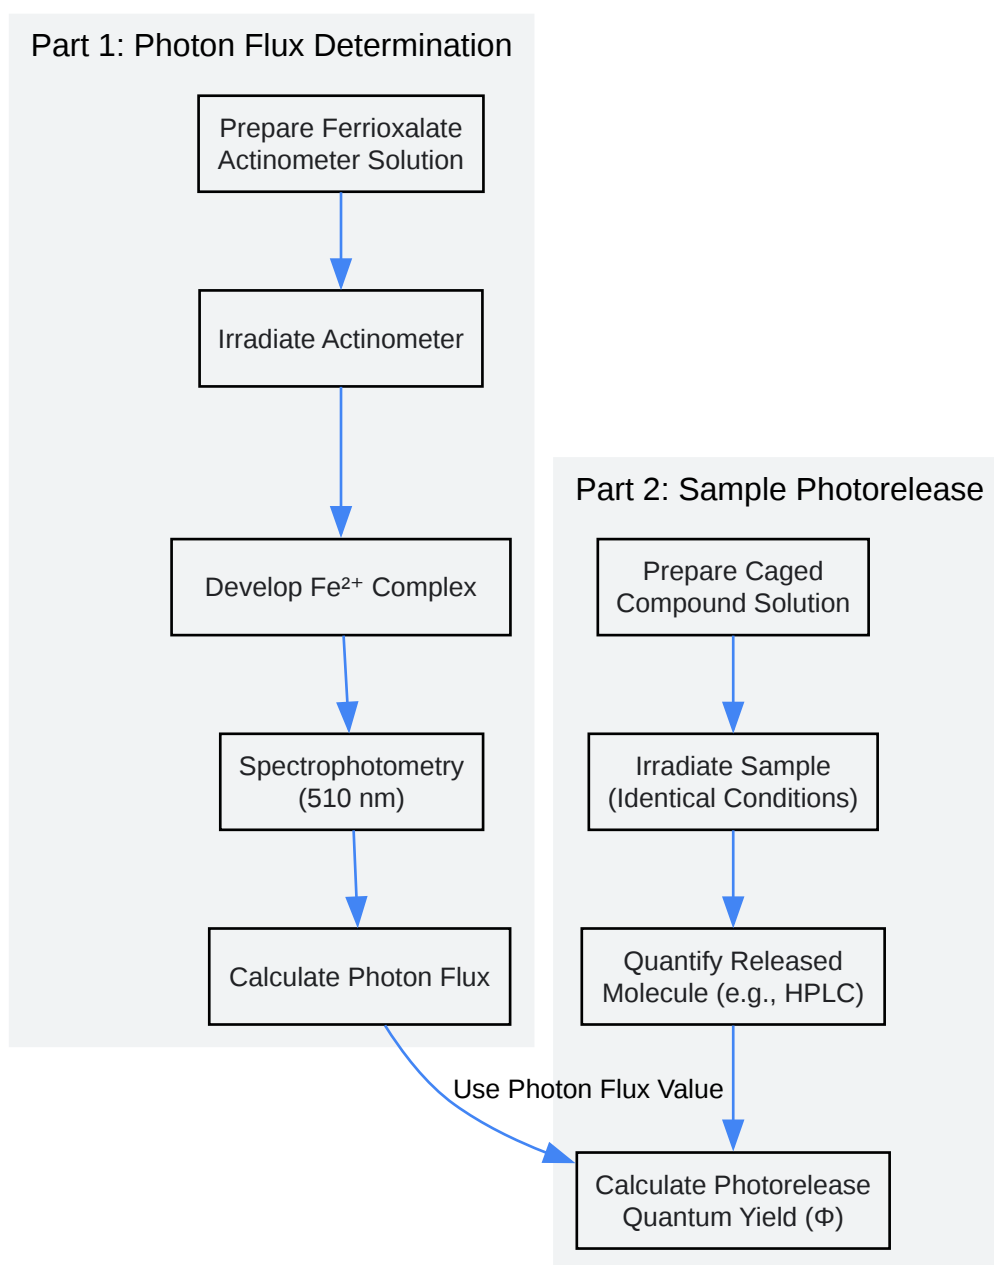 Part 1: Photon Flux Determination
Prepare Ferrioxalate
Actinometer Solution
Irradiate Actinometer
Develop Fe²⁺ Complex
Spectrophotometry
(510 nm)
Calculate Photon Flux
Use Photon Flux Value
Part 2: Sample Photorelease
Prepare Caged
Compound Solution
Irradiate Sample
(Identical Conditions)
Quantify Released
Molecule (e.g., HPLC)
Calculate Photorelease
Quantum Yield (Φ)